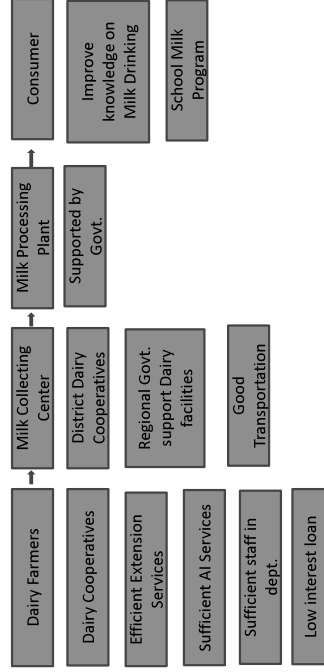 Dairy Farmers
Milk Collecting
Center
Milk Processing
Plant
Consumer
Dairy Cooperatives
District Dairy
Cooperatives
Supported by
Govt.
Improve
knowledge on
Milk Drinking
Efficient Extension
Services
Regional Govt.
support Dairy
facilities
School Milk
Program
Sufficient AI Services
Good
Transportation
Sufficient staff in
dept.
Low interest loan